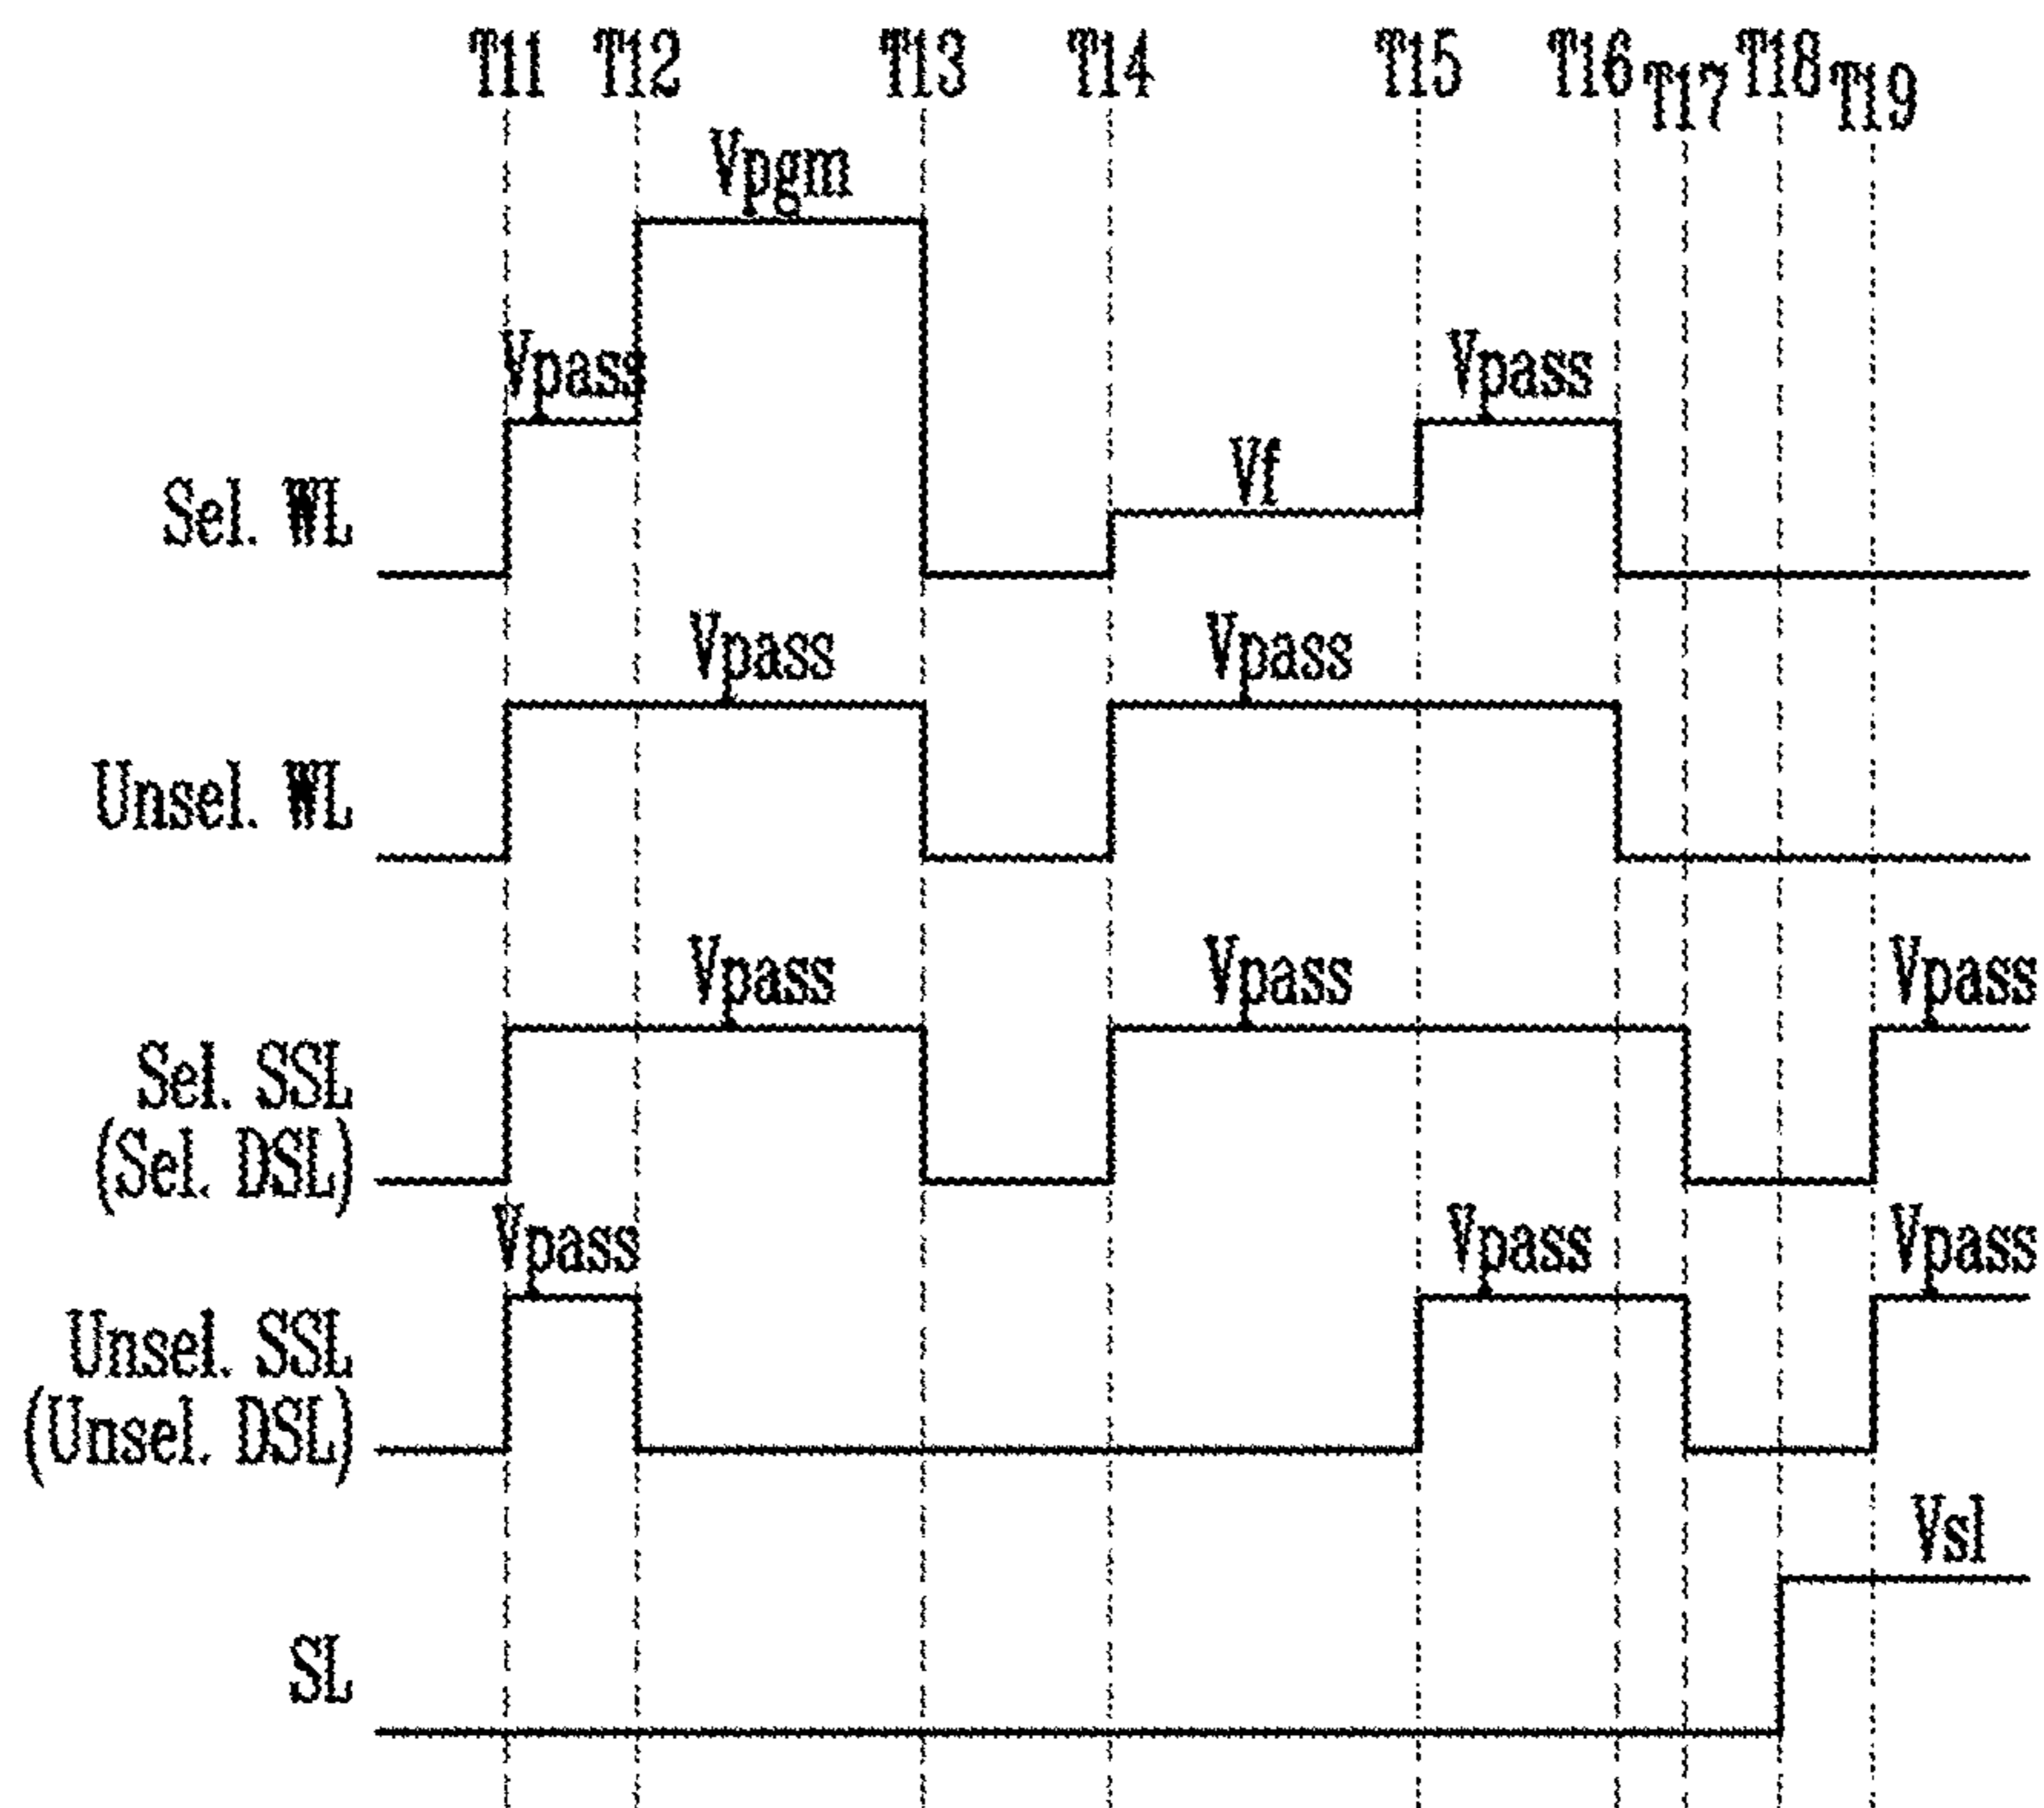 T11 T12 T13 T14 T15 T16 T17 T18 T19
Vpgm
Vpass Vpass
Vf
Sel. WL
Vpass Vpass
Unsel. WL
Vpass Vpass Vpass
Sel. SSL
(Sel. DSL)
Vpass Vpass Vpass
Unsel. SSL
(Unsel. DSL)
Vsl
SL